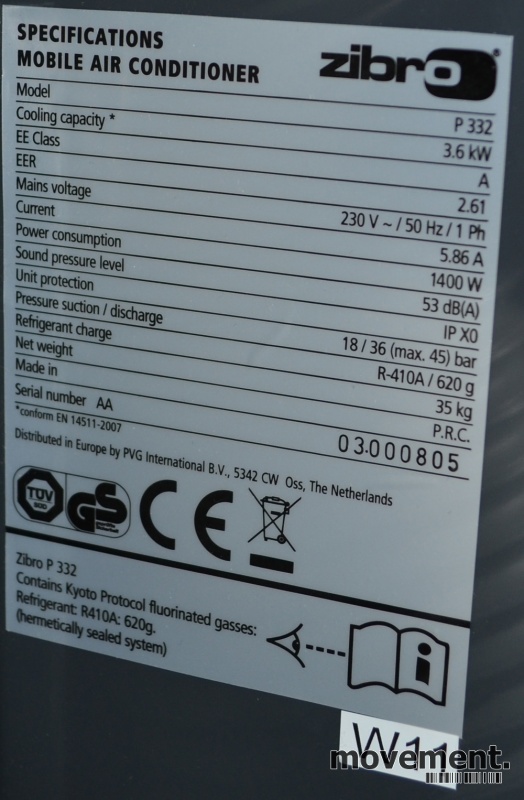 SPECIFICATIONS
MOBILE AIR CONDITIONER
zibro®
Model P 332
Cooling capacity * 3.6 kW
EE Class A
EER 2.61
Mains voltage 230 V ~ / 50 Hz / 1 Ph
Current 5.86 A
Power consumption 1400 W
Sound pressure level 53 dB(A)
Unit protection IP X0
Pressure suction / discharge 18 / 36 (max. 45) bar
Refrigerant charge R-410A / 620 g
Net weight 35 kg
Made in P.R.C.
Serial number AA 03.000805
*conform EN 14511-2007
Distributed in Europe by PVG International B.V., 5342 CW Oss, The Netherlands
TÜV
SÜD
GS
CE
Zibro P 332
Contains Kyoto Protocol fluorinated gasses:
Refrigerant: R410A: 620g.
(hermetically sealed system)
i
W11
movement.